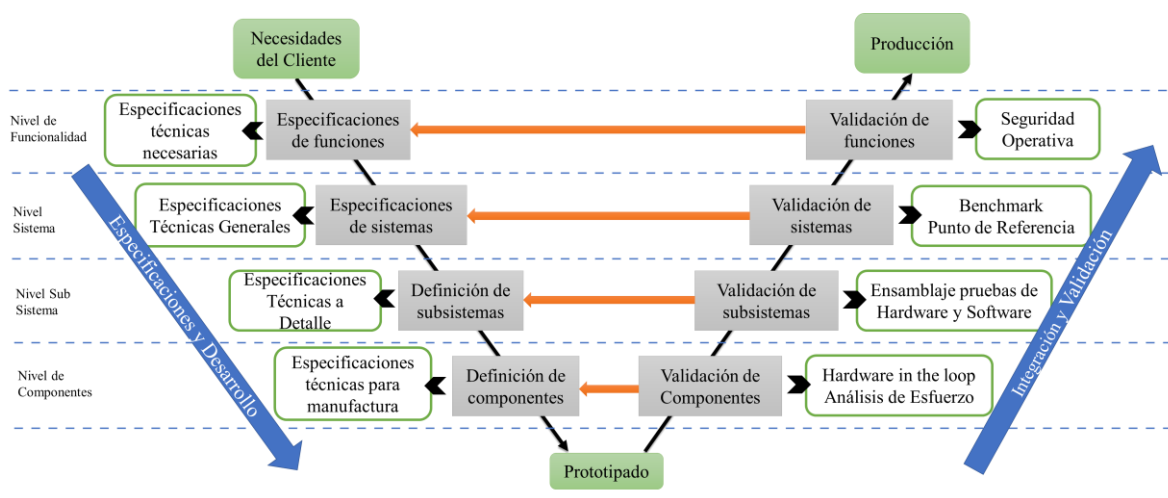 Necesidades
del Cliente
Producción
Nivel de
Funcionalidad
Especificaciones
técnicas
necesarias
Especificaciones
de funciones
Validación de
funciones
Seguridad
Operativa
Nivel
Sistema
Especificaciones
Técnicas Generales
Especificaciones
de sistemas
Validación de
sistemas
Benchmark
Punto de Referencia
Nivel Sub
Sistema
Especificaciones
Técnicas a
Detalle
Definición de
subsistemas
Validación de
subsistemas
Ensamblaje pruebas de
Hardware y Software
Nivel de
Componentes
Especificaciones
técnicas para
manufactura
Definición de
componentes
Validación de
Componentes
Hardware in the loop
Análisis de Esfuerzo
Prototipado
Especificaciones y Desarrollo
Integración y Validación